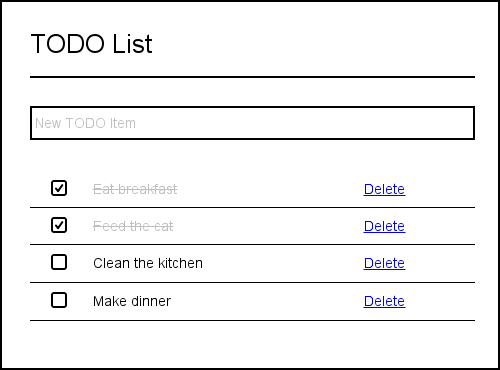 TODO List
New TODO Item
Eat breakfast Delete
Feed the cat Delete
Clean the kitchen Delete
Make dinner Delete